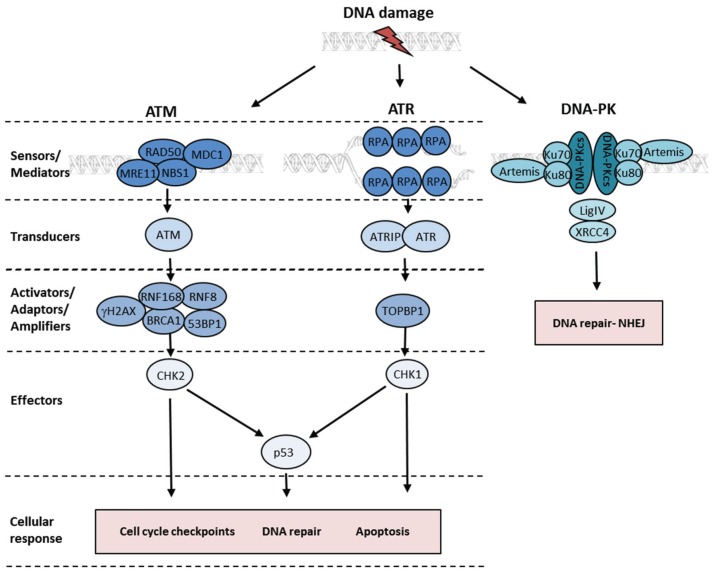 DNA damage
ATM
ATR
DNA-PK
Sensors/
Mediators
RAD50
MDC1
MRE11
NBS1
RPA RPA RPA
RPA RPA RPA
Ku70
Ku80
Artemis
DNA-PKcs
DNA-PKcs
Ku70
Ku80
Artemis
LigIV
XRCC4
Transducers
ATM
ATRIP
ATR
Activators/
Adaptors/
Amplifiers
γH2AX
RNF168
RNF8
BRCA1
53BP1
TOPBP1
DNA repair- NHEJ
Effectors
CHK2
CHK1
p53
Cellular
response
Cell cycle checkpoints DNA repair Apoptosis